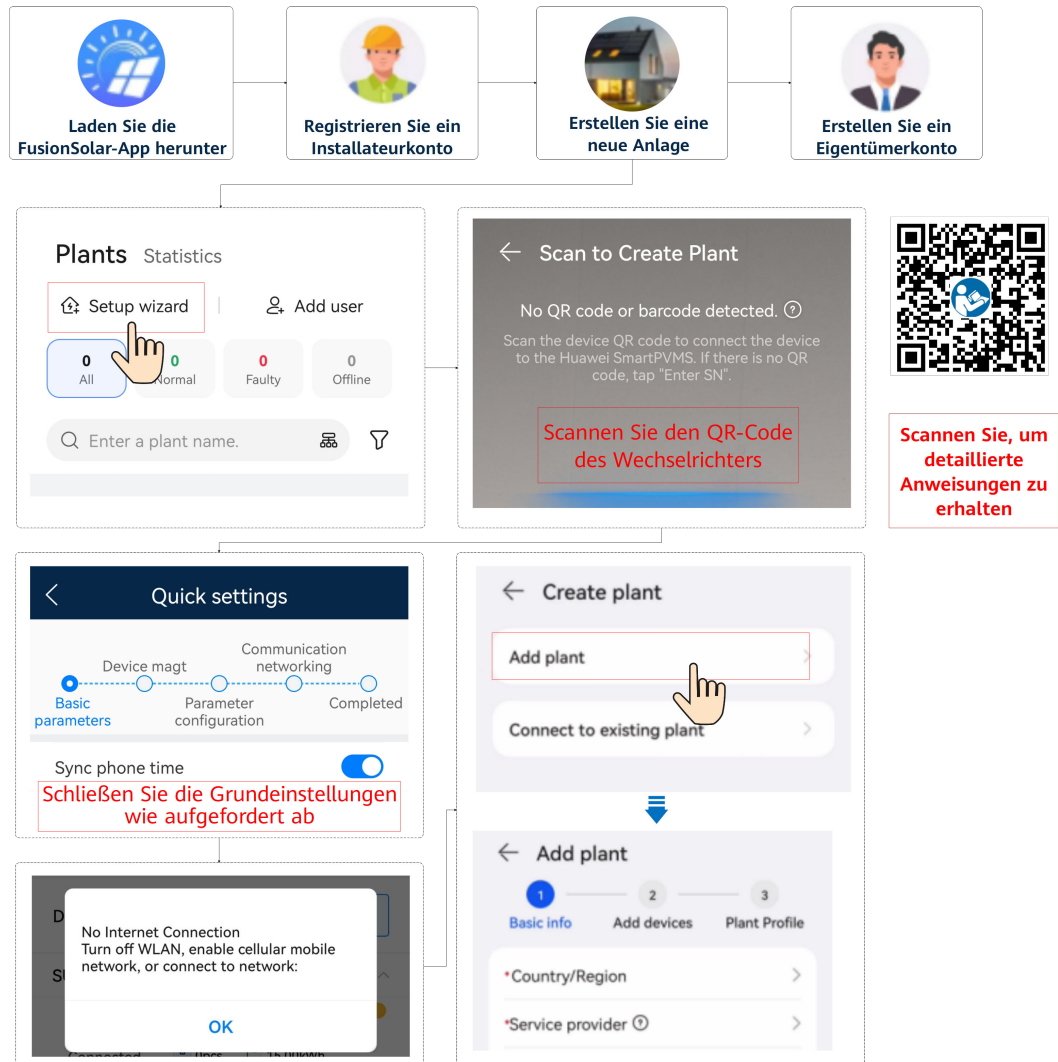 Laden Sie die
FusionSolar-App herunter
Registrieren Sie ein
Installateurkonto
Erstellen Sie eine
neue Anlage
Erstellen Sie ein
Eigentümerkonto
Plants Statistics
Setup wizard
Add user
0
All
0
Normal
0
Faulty
0
Offline
Enter a plant name.
Scan to Create Plant
No QR code or barcode detected.
Scan the device QR code to connect the device
to the Huawei SmartPVMS. If there is no QR
code, tap "Enter SN".
Scannen Sie den QR-Code
des Wechselrichters
Scannen Sie, um
detaillierte
Anweisungen zu
erhalten
Quick settings
Basic
parameters
Device magt
Parameter
configuration
Communication
networking
Completed
Sync phone time
Schließen Sie die Grundeinstellungen
wie aufgefordert ab
No Internet Connection
Turn off WLAN, enable cellular mobile
network, or connect to network:
OK
Create plant
Add plant
Connect to existing plant
Add plant
1
Basic info
2
Add devices
3
Plant Profile
*Country/Region
*Service provider